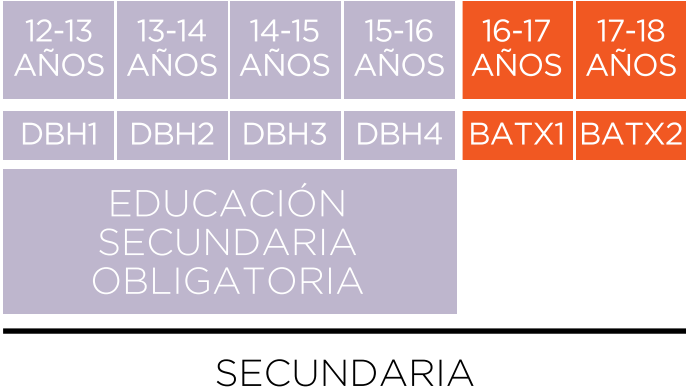 12-13 13-14 14-15 15-16 16-17 17-18
AÑOS AÑOS AÑOS AÑOS AÑOS AÑOS
DBH1 DBH2 DBH3 DBH4 BATX1 BATX2
EDUCACIÓN
SECUNDARIA
OBLIGATORIA
SECUNDARIA